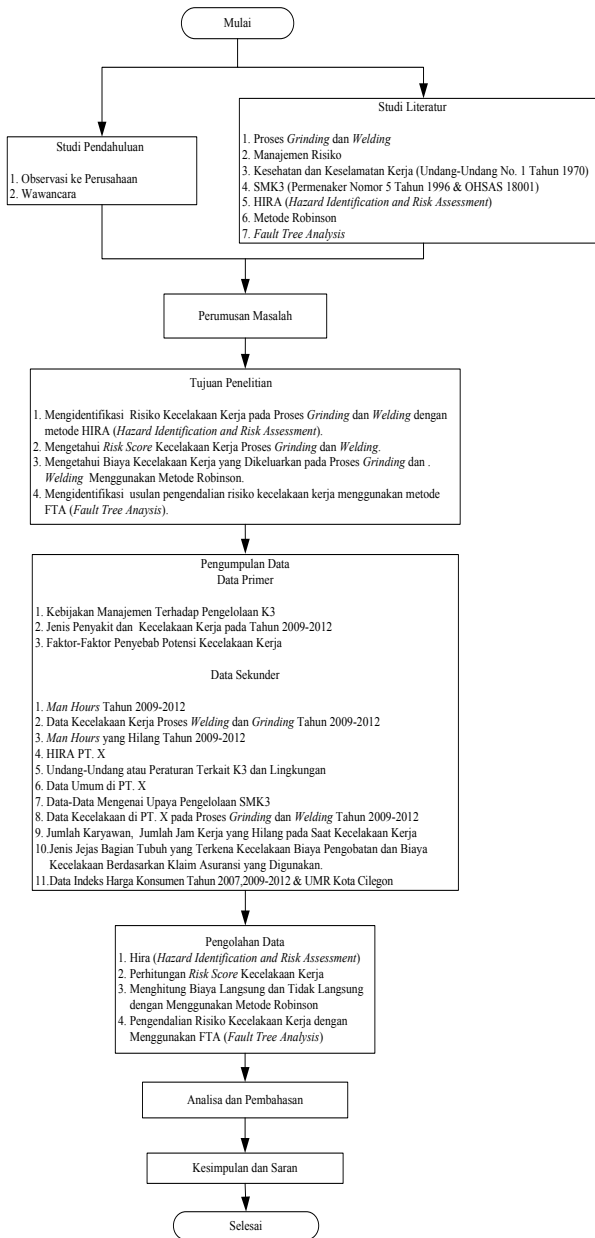 Mulai
Studi Pendahuluan
1. Observasi ke Perusahaan
2. Wawancara
Studi Literatur
1. Proses Grinding dan Welding
2. Manajemen Risiko
3. Kesehatan dan Keselamatan Kerja (Undang-Undang No. 1 Tahun 1970)
4. SMK3 (Permenaker Nomor 5 Tahun 1996 & OHSAS 18001)
5. HIRA (Hazard Identification and Risk Assessment)
6. Metode Robinson
7. Fault Tree Analysis
Perumusan Masalah
Tujuan Penelitian
1. Mengidentifikasi Risiko Kecelakaan Kerja pada Proses Grinding dan Welding dengan
metode HIRA (Hazard Identification and Risk Assessment).
2. Mengetahui Risk Score Kecelakaan Kerja Proses Grinding dan Welding.
3. Mengetahui Biaya Kecelakaan Kerja yang Dikeluarkan pada Proses Grinding dan .
Welding Menggunakan Metode Robinson.
4. Mengidentifikasi usulan pengendalian risiko kecelakaan kerja menggunakan metode
FTA (Fault Tree Anaysis).
Pengumpulan Data
Data Primer
1. Kebijakan Manajemen Terhadap Pengelolaan K3
2. Jenis Penyakit dan Kecelakaan Kerja pada Tahun 2009-2012
3. Faktor-Faktor Penyebab Potensi Kecelakaan Kerja
Data Sekunder
1. Man Hours Tahun 2009-2012
2. Data Kecelakaan Kerja Proses Welding dan Grinding Tahun 2009-2012
3. Man Hours yang Hilang Tahun 2009-2012
4. HIRA PT. X
5. Undang-Undang atau Peraturan Terkait K3 dan Lingkungan
6. Data Umum di PT. X
7. Data-Data Mengenai Upaya Pengelolaan SMK3
8. Data Kecelakaan di PT. X pada Proses Grinding dan Welding Tahun 2009-2012
9. Jumlah Karyawan, Jumlah Jam Kerja yang Hilang pada Saat Kecelakaan Kerja
10.Jenis Jejas Bagian Tubuh yang Terkena Kecelakaan Biaya Pengobatan dan Biaya
Kecelakaan Berdasarkan Klaim Asuransi yang Digunakan.
11.Data Indeks Harga Konsumen Tahun 2007,2009-2012 & UMR Kota Cilegon
Pengolahan Data
1. Hira (Hazard Identification and Risk Assessment)
2. Perhitungan Risk Score Kecelakaan Kerja
3. Menghitung Biaya Langsung dan Tidak Langsung
dengan Menggunakan Metode Robinson
4. Pengendalian Risiko Kecelakaan Kerja dengan
Menggunakan FTA (Fault Tree Analysis)
Analisa dan Pembahasan
Kesimpulan dan Saran
Selesai